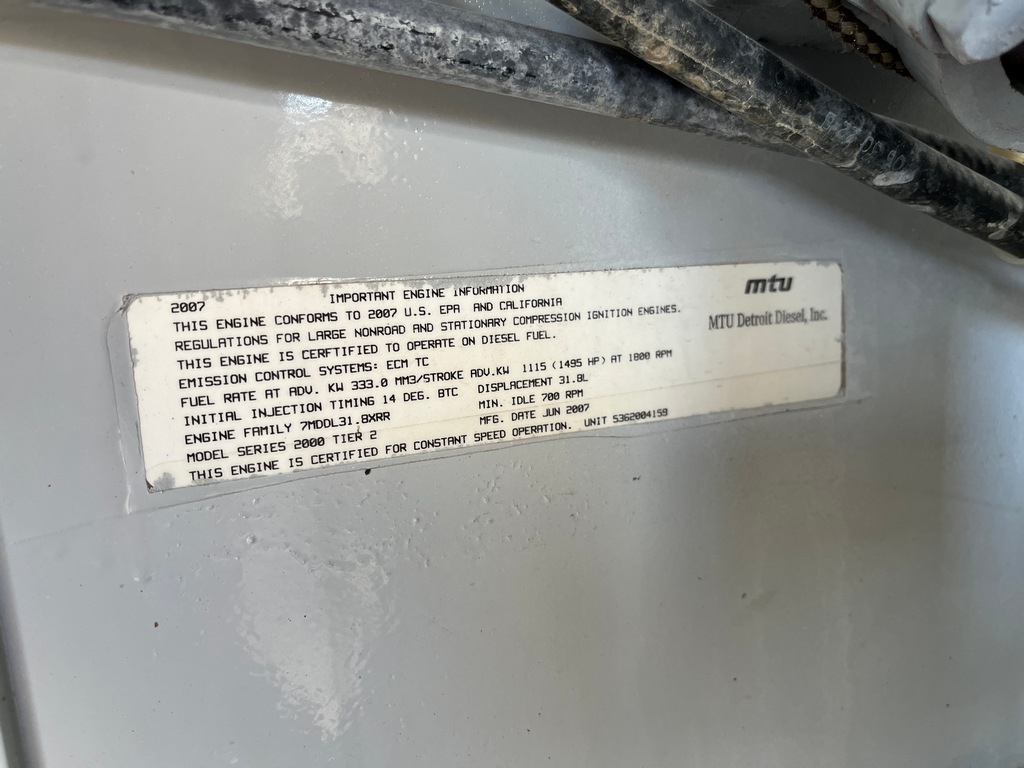 2007 IMPORTANT ENGINE INFORMATION
THIS ENGINE CONFORMS TO 2007 U.S. EPA AND CALIFORNIA
REGULATIONS FOR LARGE NONROAD AND STATIONARY COMPRESSION IGNITION ENGINES.
THIS ENGINE IS CERFTIFIED TO OPERATE ON DIESEL FUEL.
EMISSION CONTROL SYSTEMS: ECM TC
FUEL RATE AT ADV. KW 333.0 MM3/STROKE ADV.KW 1115 (1495 HP) AT 1800 RPM
INITIAL INJECTION TIMING 14 DEG. BTC DISPLACEMENT 31.8L
ENGINE FAMILY 7MDDL31.8XRR MIN. IDLE 700 RPM
MODEL SERIES 2000 TIER 2 MFG. DATE JUN 2007
THIS ENGINE IS CERTIFIED FOR CONSTANT SPEED OPERATION. UNIT 5362004159
mtu
MTU Detroit Diesel, Inc.